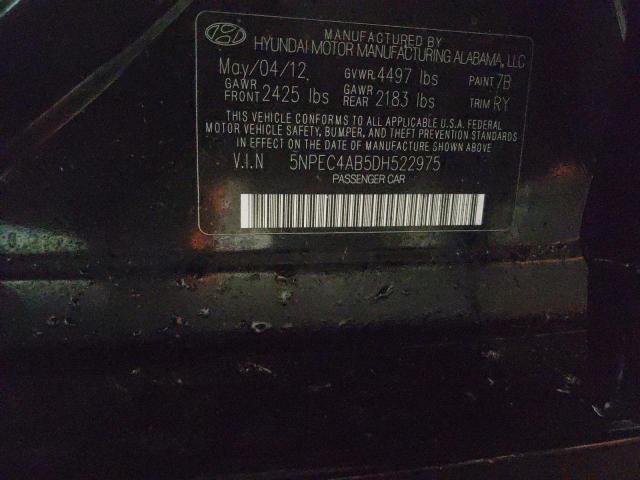 MANUFACTURED BY
HYUNDAI MOTOR MANUFACTURING ALABAMA, LLC
May/04/12, GVWR 4497 lbs PAINT 7B
GAWR FRONT 2425 lbs GAWR REAR 2183 lbs TRIM RY
THIS VEHICLE CONFORMS TO ALL APPLICABLE U.S.A. FEDERAL
MOTOR VEHICLE SAFETY, BUMPER, AND THEFT PREVENTION STANDARDS
IN EFFECT ON THE DATE OF MANUFACTURE SHOWN ABOVE
V.I.N 5NPEC4AB5DH522975
PASSENGER CAR